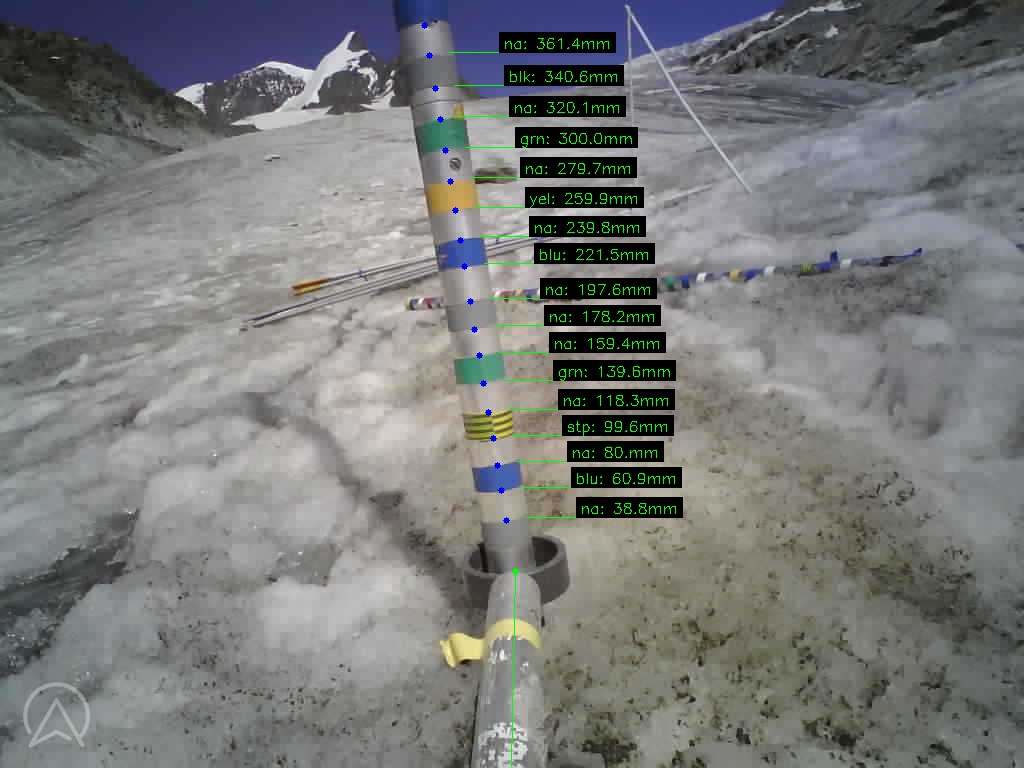 na: 361.4mm
blk: 340.6mm
na: 320.1mm
grn: 300.0mm
na: 279.7mm
yel: 259.9mm
na: 239.8mm
blu: 221.5mm
na: 197.6mm
na: 178.2mm
na: 159.4mm
grn: 139.6mm
na: 118.3mm
stp: 99.6mm
na: 80.mm
blu: 60.9mm
na: 38.8mm